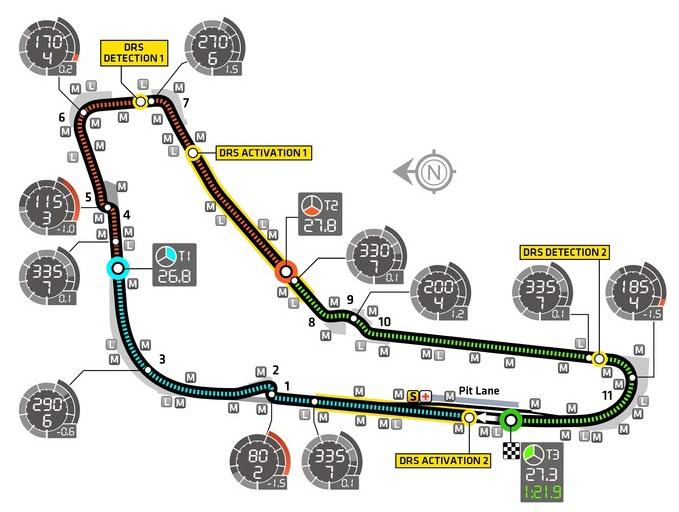 170
4
0.2
DRS
DETECTION 1
270
6
1.5
M
L
L
M
M
6
7
M
M
L
M
M
L
M
L
DRS ACTIVATION 1
N
115
3
-1.0
5
M
M
4
M
M
L
335
7
0.1
T1
26.8
M
L
M
L
M
M
T2
27.8
M
330
7
0.1
M
L
8
9
10
M
M
L
200
4
1.2
DRS DETECTION 2
335
7
0.1
185
4
-1.5
M
L
M
M
L
M
M
M
L
M
M
11
M
M
L
L
M
M
3
290
6
-0.6
M
L
M
M
M
2
1
M
M
M
M
M
M
L
L
S
+
Pit Lane
M
M
L
80
2
-1.5
335
7
0.1
DRS ACTIVATION 2
T3
27.3
1:21.9